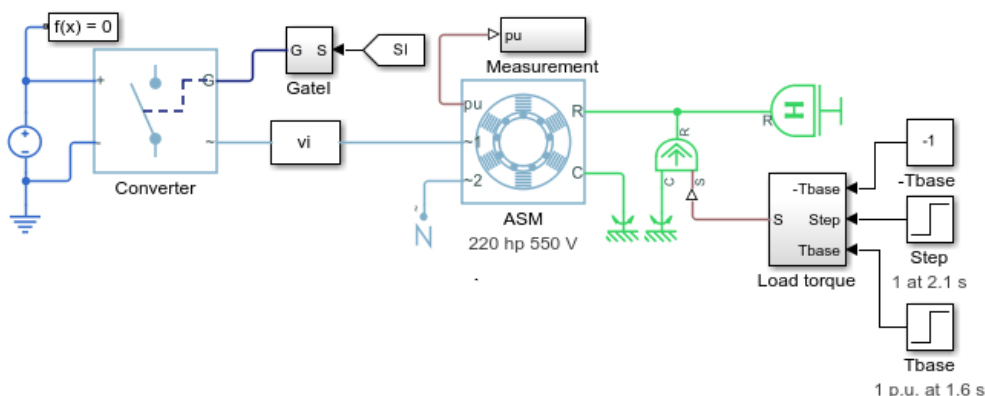 f(x) = 0
+
-
G
~
Converter
G S
GateI
SI
vi
pu
Measurement
pu
~1
~2
R
C
ASM
220 hp 550 V
~
N
R
C
S
R
H
S
-Tbase
Step
Tbase
Load torque
-1
-Tbase
Step
1 at 2.1 s
Tbase
1 p.u. at 1.6 s